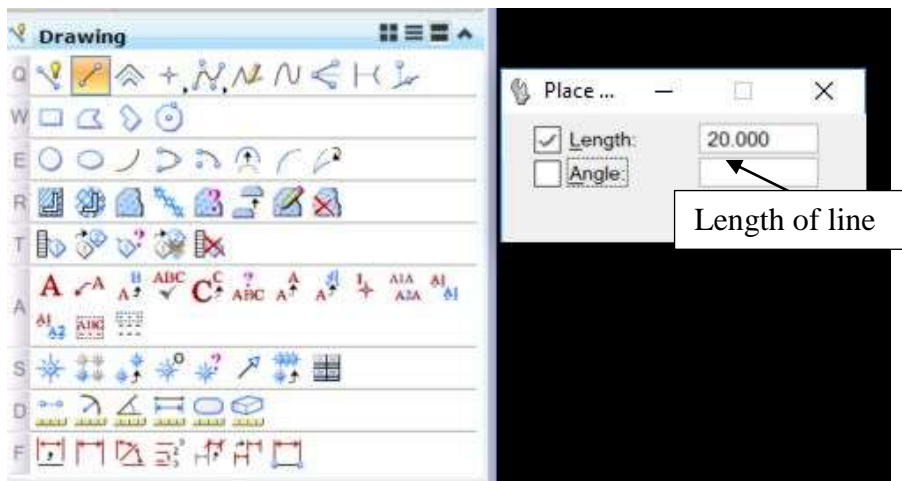 Drawing
Q
W
E
R
T
A
S
D
F
Place ...
Length: 20.000
Angle:
Length of line